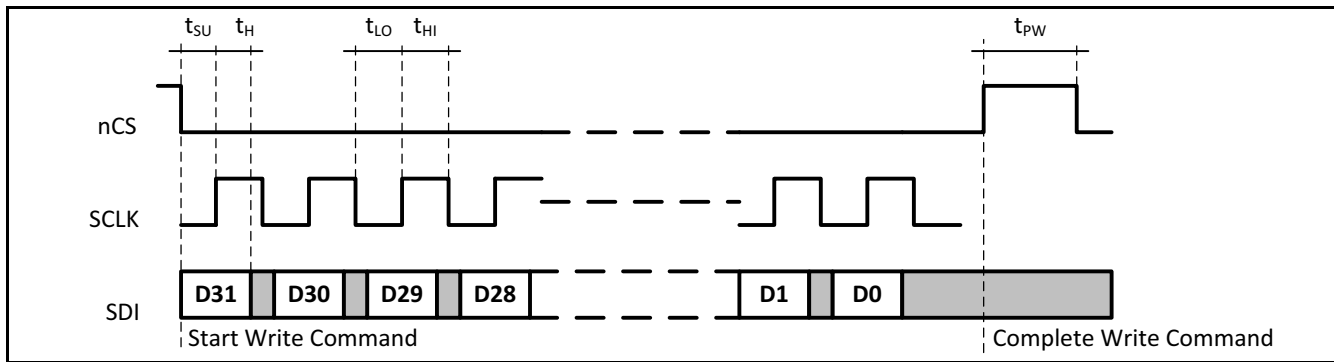 tSU tH tLO tHI tPW
nCS
SCLK
SDI D31 D30 D29 D28 D1 D0
Start Write Command Complete Write Command